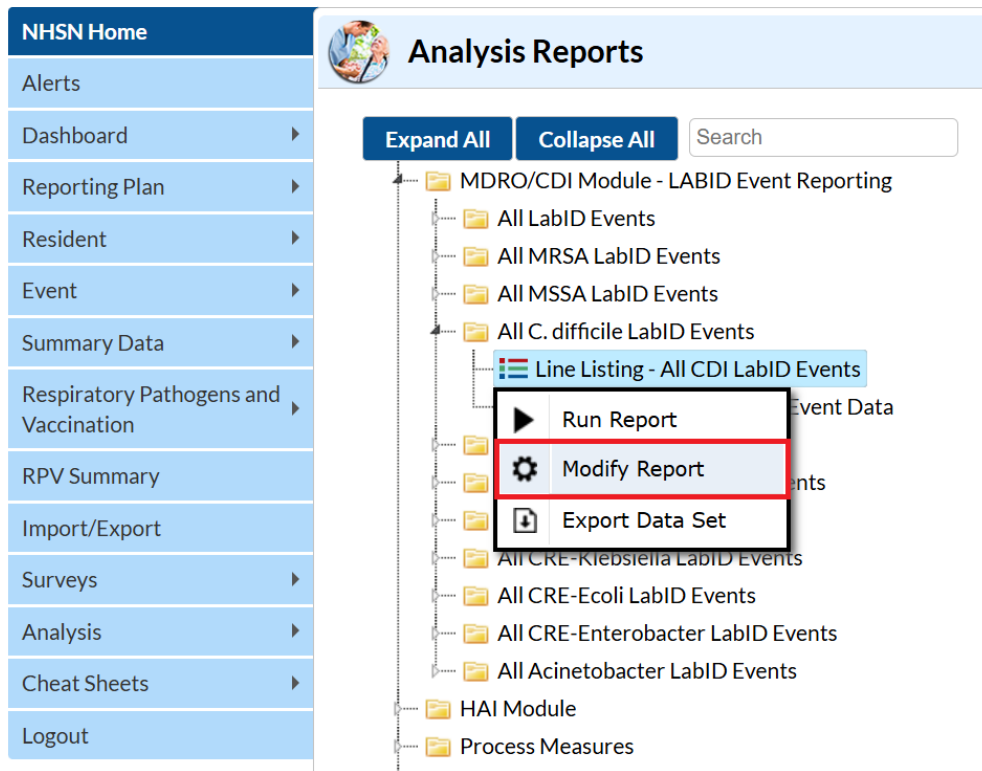 NHSN Home
Alerts
Dashboard
Reporting Plan
Resident
Event
Summary Data
Respiratory Pathogens and
Vaccination
RPV Summary
Import/Export
Surveys
Analysis
Cheat Sheets
Logout
Analysis Reports
Expand All
Collapse All
Search
MDRO/CDI Module - LABID Event Reporting
All LabID Events
All MRSA LabID Events
All MSSA LabID Events
All C. difficile LabID Events
Line Listing - All CDI LabID Events
Event Data
Run Report
Modify Report
Export Data Set
All CRE-Klebsiella LabID Events
All CRE-Ecoli LabID Events
All CRE-Enterobacter LabID Events
All Acinetobacter LabID Events
HAI Module
Process Measures